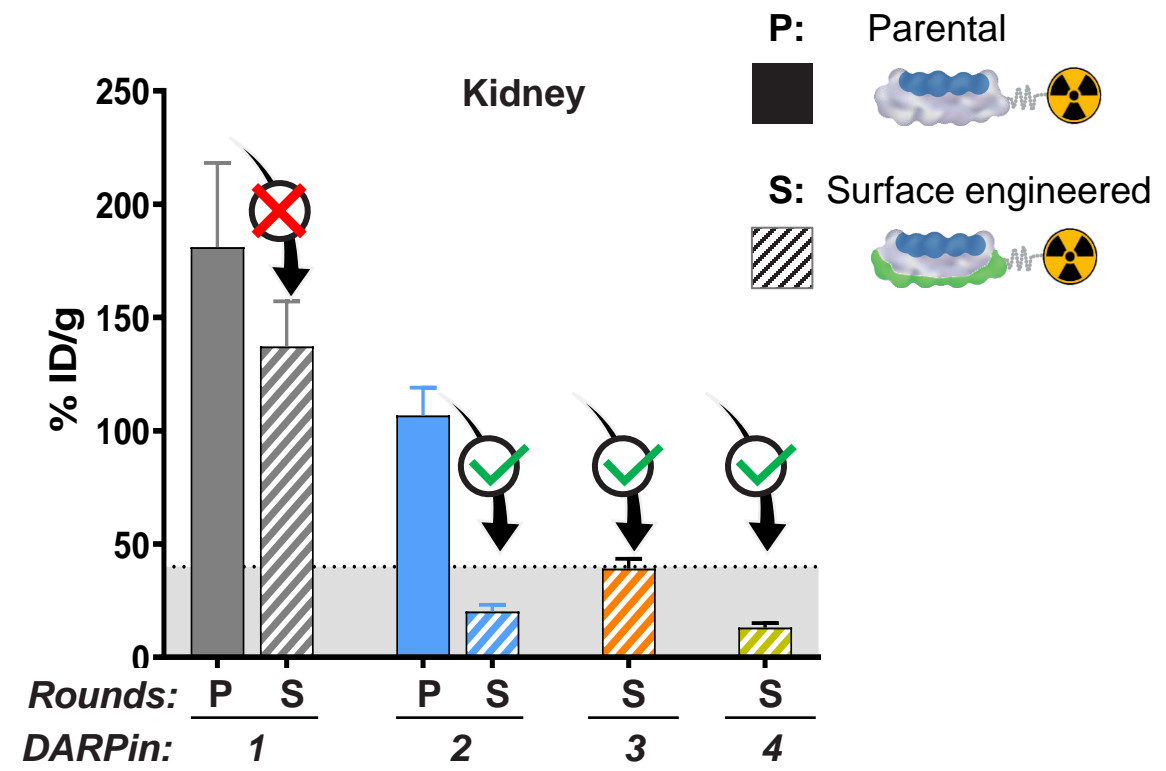 P: Parental
Kidney
S: Surface engineered
% ID/g
250
200
150
100
50
0
Rounds: P S P S S S
DARPin: 1 2 3 4